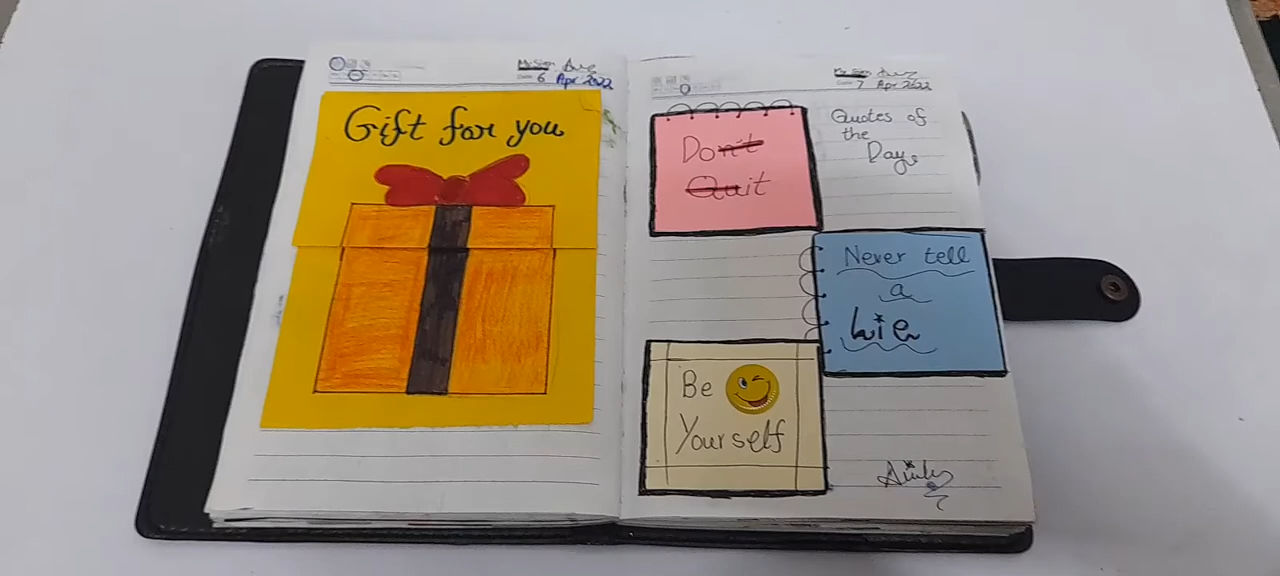 6 Apr 2022
Gift for you
7 Apr 2022
Quotes of
the
Days
Don't
Quit
Never tell
a
Lie
Be
Yourself